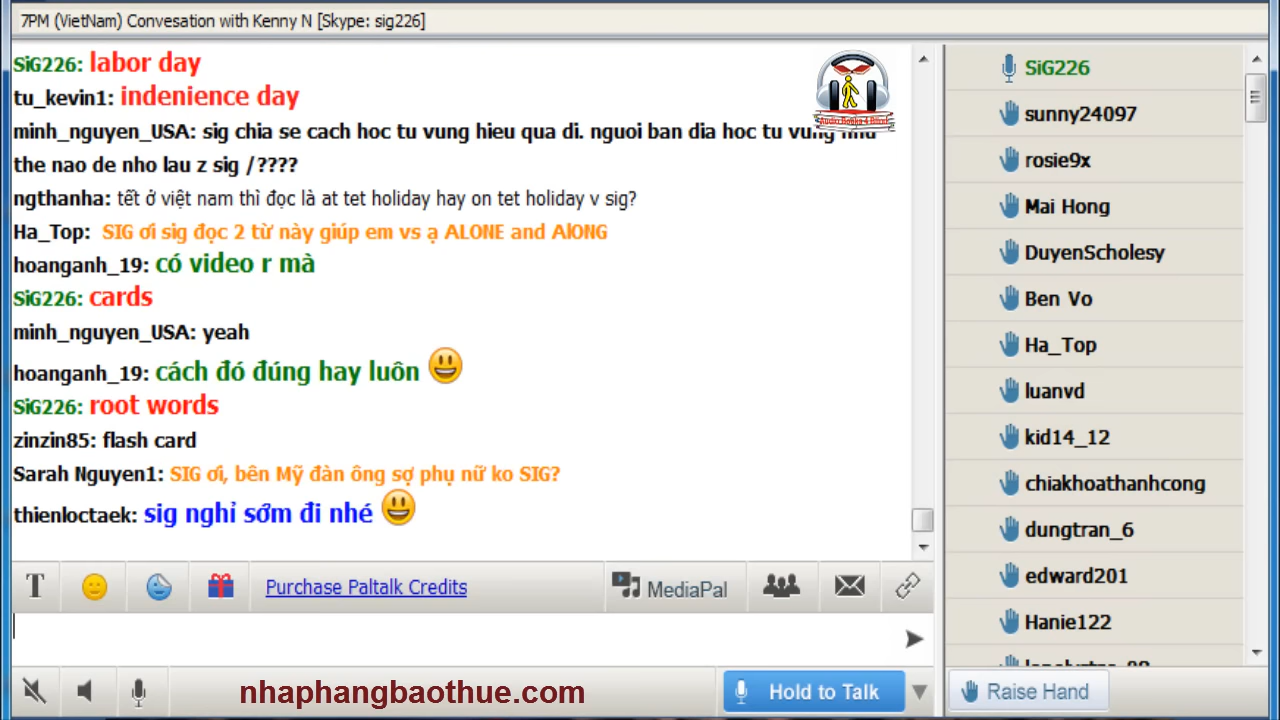 7PM (VietNam) Convesation with Kenny N [Skype: sig226]
SiG226: labor day
tu_kevin1: indenience day
minh_nguyen_USA: sig chia se cach hoc tu vung hieu qua di. nguoi ban dia hoc tu vung nhu
the nao de nho lau z sig /????
ngthanha: tết ở việt nam thì đọc là at tet holiday hay on tet holiday v sig?
Ha_Top: SIG ơi sig đọc 2 từ này giúp em vs ạ ALONE and AlONG
hoanganh_19: có video r mà
SiG226: cards
minh_nguyen_USA: yeah
hoanganh_19: cách đó đúng hay luôn
SiG226: root words
zinzin85: flash card
Sarah Nguyen1: SIG ơi, bên Mỹ đàn ông sợ phụ nữ ko SIG?
thienloctaek: sig nghỉ sớm đi nhé
Audio Books 4 Blind
T
Purchase Paltalk Credits
MediaPal
nhaphangbaothue.com
Hold to Talk
SiG226
sunny24097
rosie9x
Mai Hong
DuyenScholesy
Ben Vo
Ha_Top
luanvd
kid14_12
chiakhoathanhcong
dungtran_6
edward201
Hanie122
Raise Hand